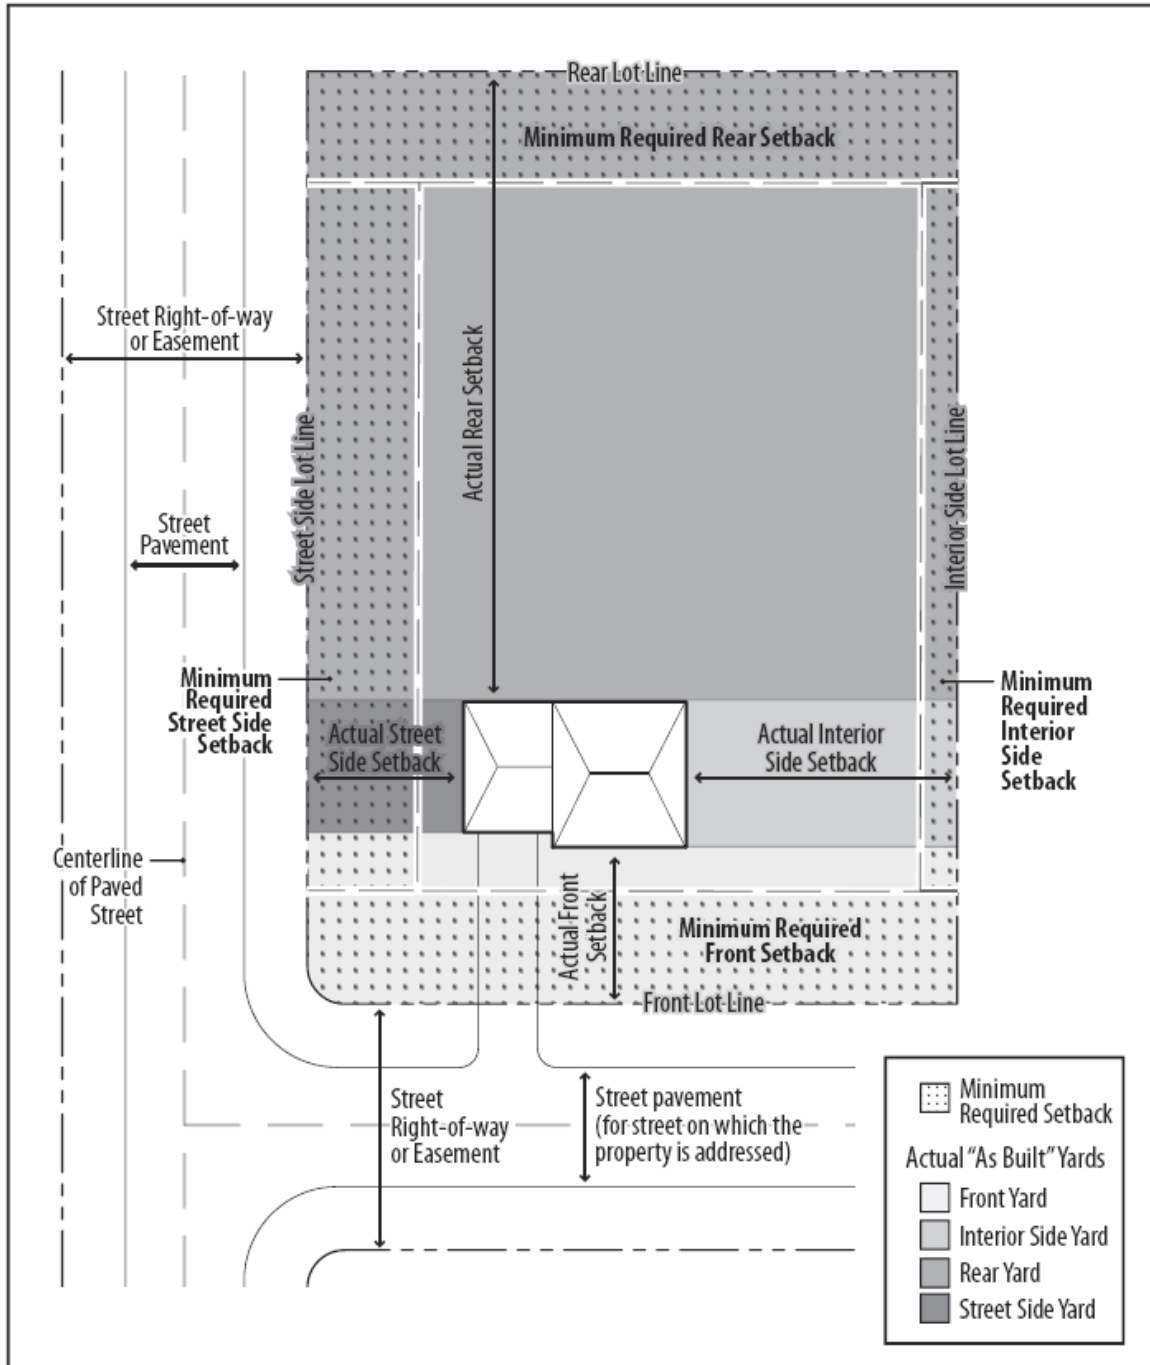 Rear Lot Line
Minimum Required Rear Setback
Street Right-of-way
or Easement
Actual Rear Setback
Street Side Lot Line
Interior Side Lot Line
Street
Pavement
Minimum
Required
Street Side
Setback
Minimum
Required
Interior
Side
Setback
Actual Street
Side Setback
Actual Interior
Side Setback
Centerline
of Paved
Street
Actual Front
Setback
Minimum Required
Front Setback
Front Lot Line
Street
Right-of-way
or Easement
Street pavement
(for street on which the
property is addressed)
Minimum
Required Setback
Actual “As Built” Yards
Front Yard
Interior Side Yard
Rear Yard
Street Side Yard